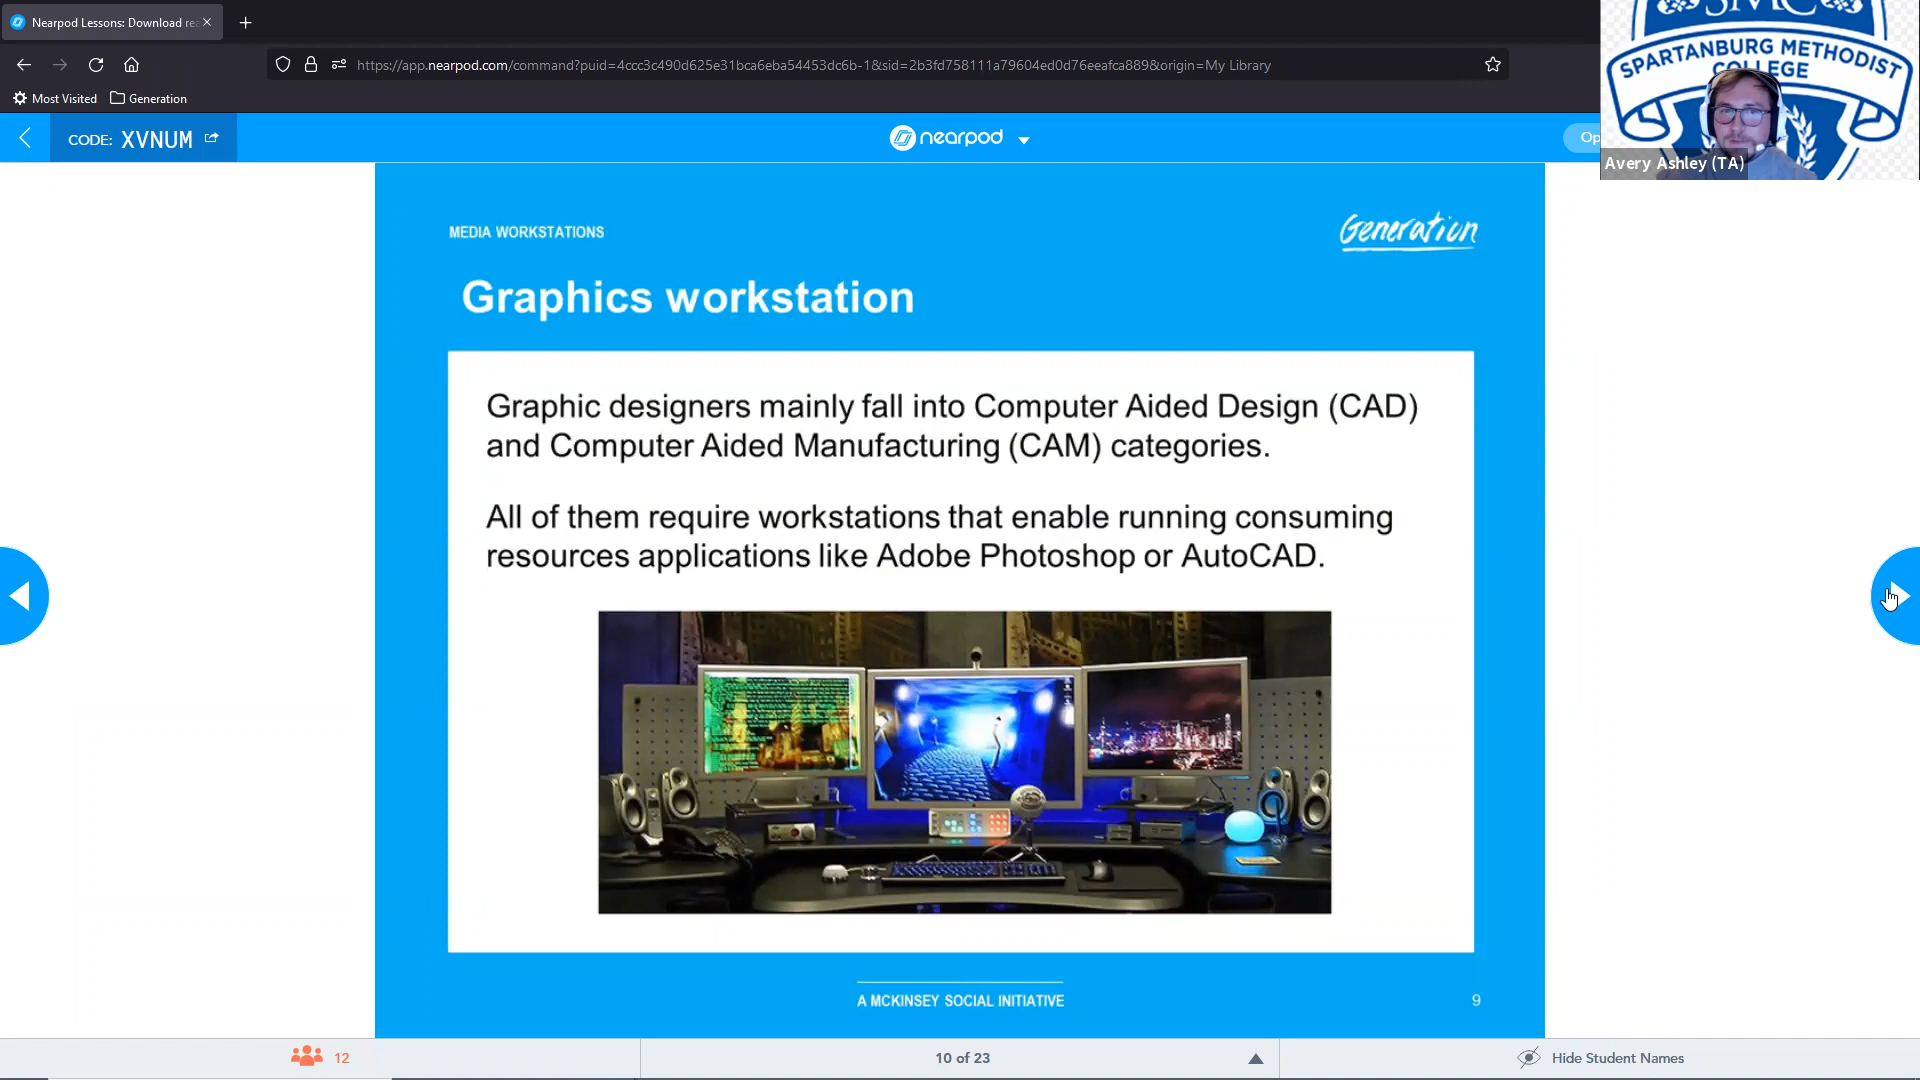 Nearpod Lessons: Download rea
https://app.nearpod.com/command?puid=4ccc3c490d625e31bca6eba54453dc6b-1&sid=2b3fd758111a79604ed0d76eeafca889&origin=My Library
Most Visited
Generation
SMC
SPARTANBURG METHODIST
COLLEGE
Avery Ashley (TA)
CODE: XVNUM
nearpod
Op
MEDIA WORKSTATIONS
Generation
Graphics workstation
Graphic designers mainly fall into Computer Aided Design (CAD)
and Computer Aided Manufacturing (CAM) categories.
All of them require workstations that enable running consuming
resources applications like Adobe Photoshop or AutoCAD.
A MCKINSEY SOCIAL INITIATIVE
9
12
10 of 23
Hide Student Names